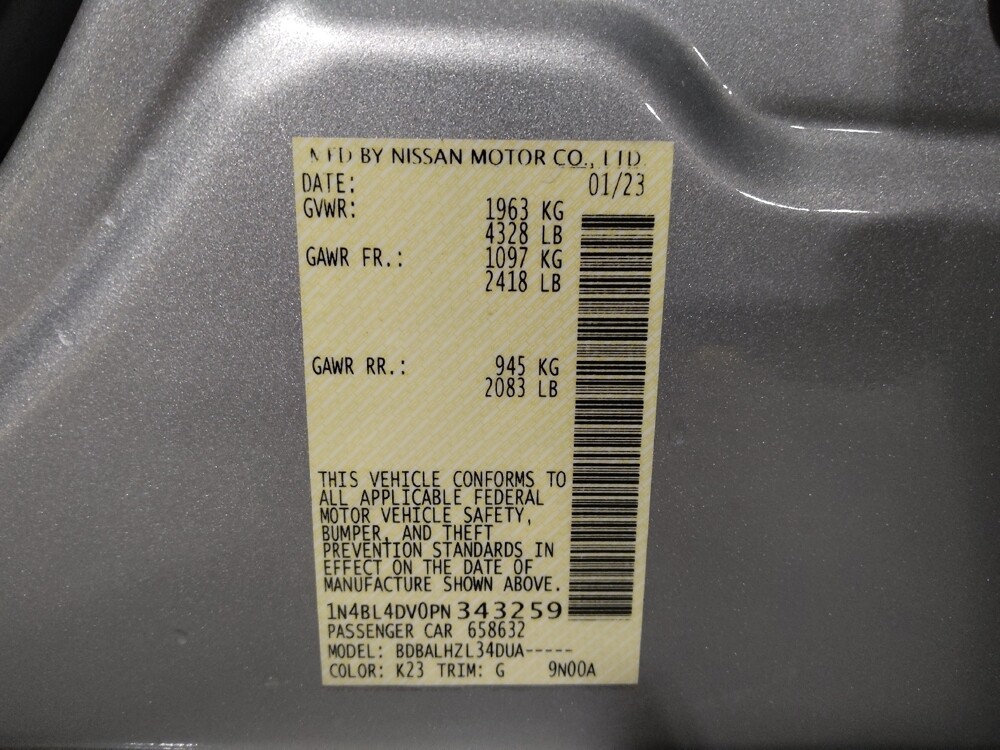 MFD BY NISSAN MOTOR CO., LTD.
DATE: 01/23
GVWR: 1963 KG
4328 LB
GAWR FR.: 1097 KG
2418 LB
GAWR RR.: 945 KG
2083 LB
THIS VEHICLE CONFORMS TO
ALL APPLICABLE FEDERAL
MOTOR VEHICLE SAFETY,
BUMPER, AND THEFT
PREVENTION STANDARDS IN
EFFECT ON THE DATE OF
MANUFACTURE SHOWN ABOVE.
1N4BL4DV0PN343259
PASSENGER CAR 658632
MODEL: BDBALHZL34DUA-----
COLOR: K23 TRIM: G 9N00A